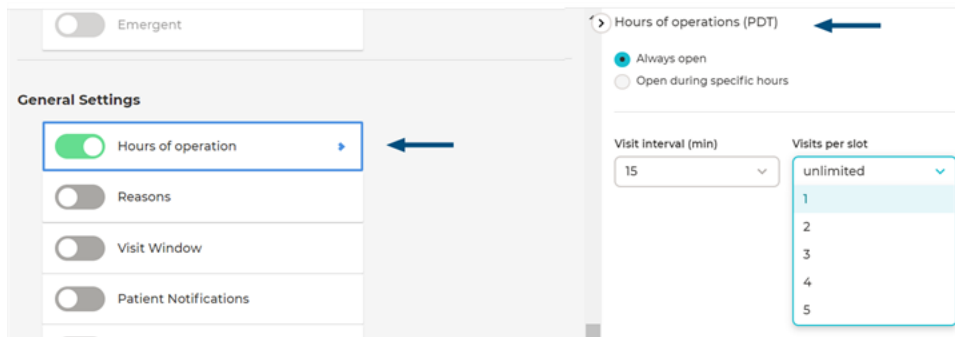 Emergent
General Settings
Hours of operation
Reasons
Visit Window
Patient Notifications
Hours of operations (PDT)
Always open
Open during specific hours
Visit interval (min)
15
Visits per slot
unlimited
1
2
3
4
5